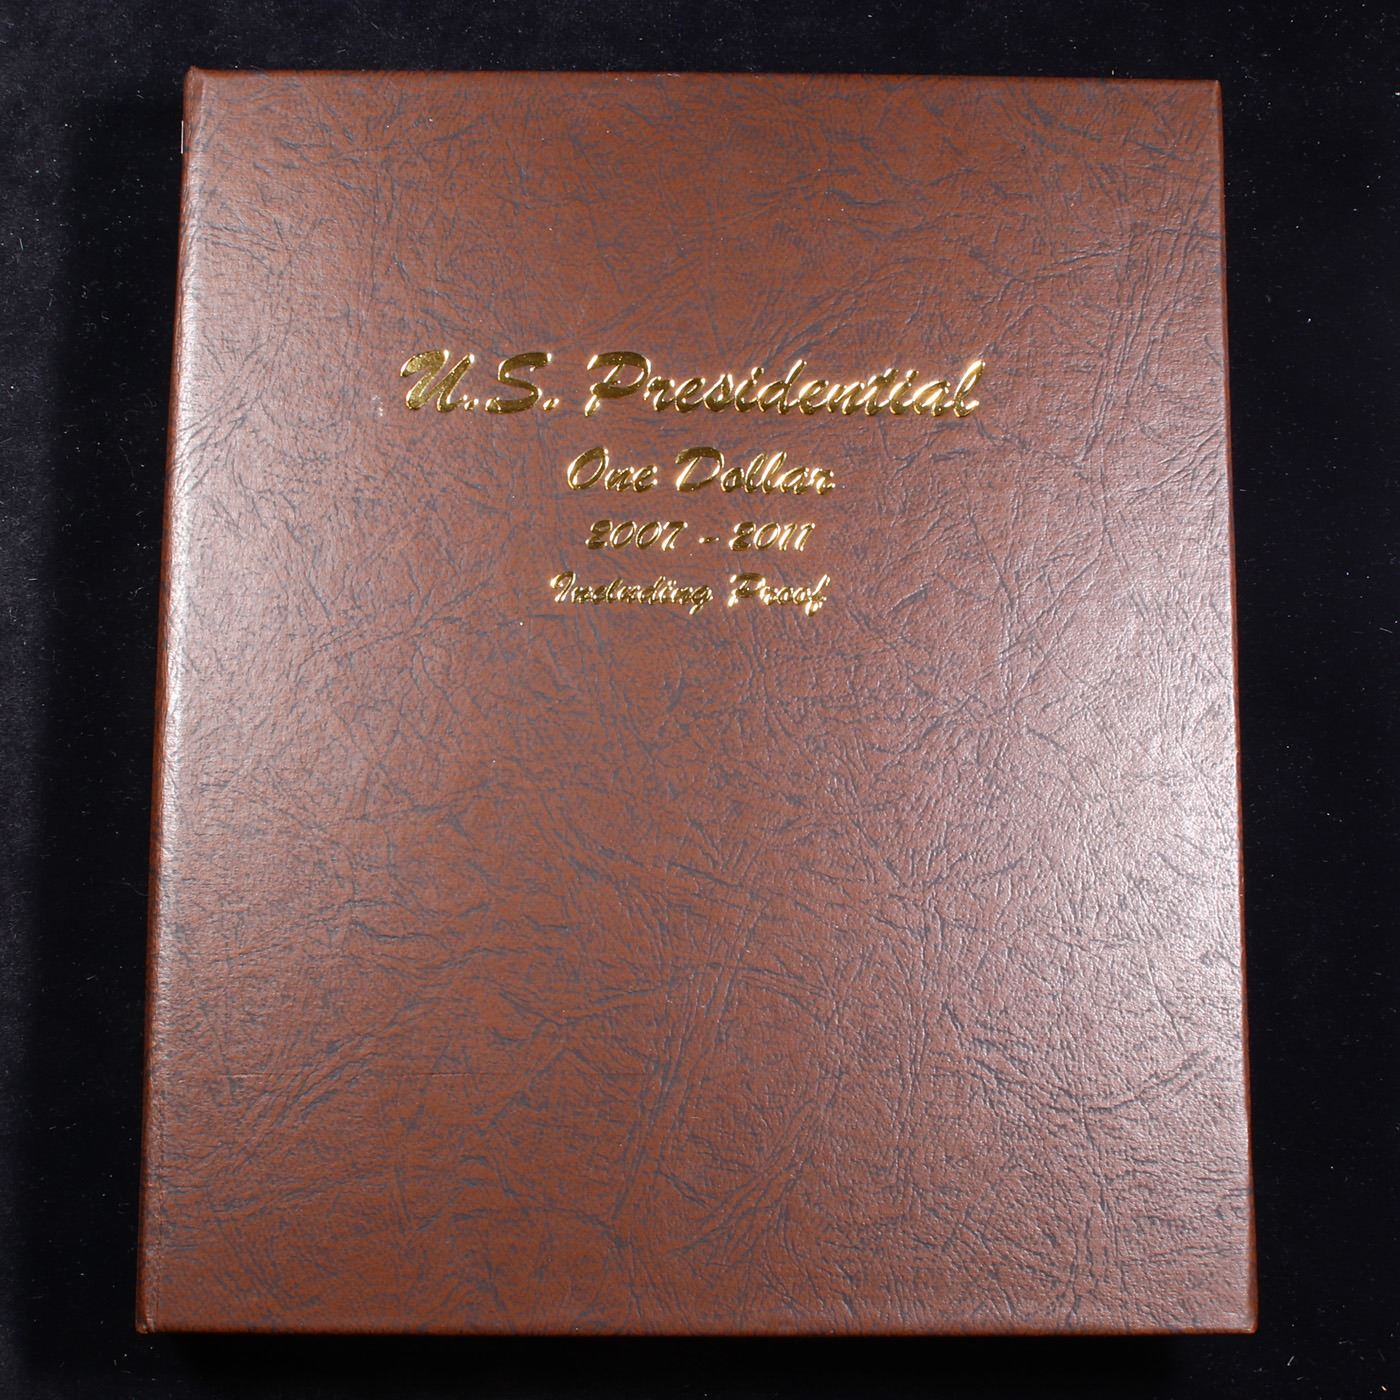 U.S. Presidential
One Dollar
2007 - 2011
Including Proof